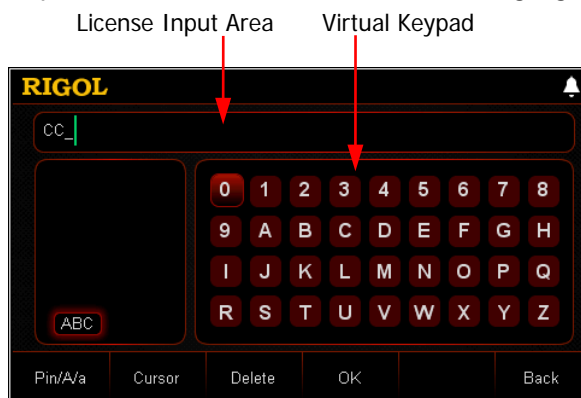 License Input Area Virtual Keypad
RIGOL
CC_
0 1 2 3 4 5 6 7 8
9 A B C D E F G H
I J K L M N O P Q
R S T U V W X Y Z
ABC
Pin/A/a Cursor Delete OK Back